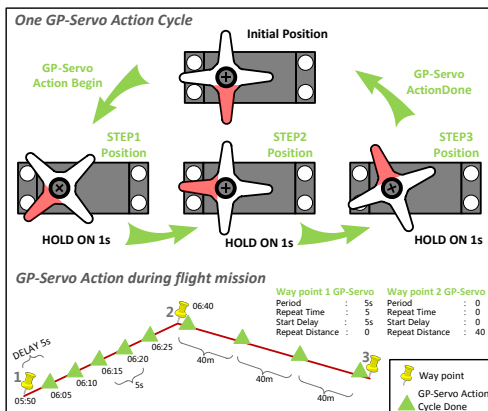 One GP-Servo Action Cycle
Initial Position
GP-Servo
Action Begin
GP-Servo
ActionDone
STEP1
Position
STEP2
Position
STEP3
Position
HOLD ON 1s
HOLD ON 1s
HOLD ON 1s
GP-Servo Action during flight mission
Way point 1 GP-Servo
Period : 5s
Repeat Time : 5
Start Delay : 5s
Repeat Distance : 0
Way point 2 GP-Servo
Period : 0
Repeat Time : 0
Start Delay : 0
Repeat Distance : 40
DELAY 5s
1
05:50
06:05
06:10
06:15
06:20
06:25
5s
2
06:40
40m
40m
40m
3
Way point
GP-Servo Action
Cycle Done